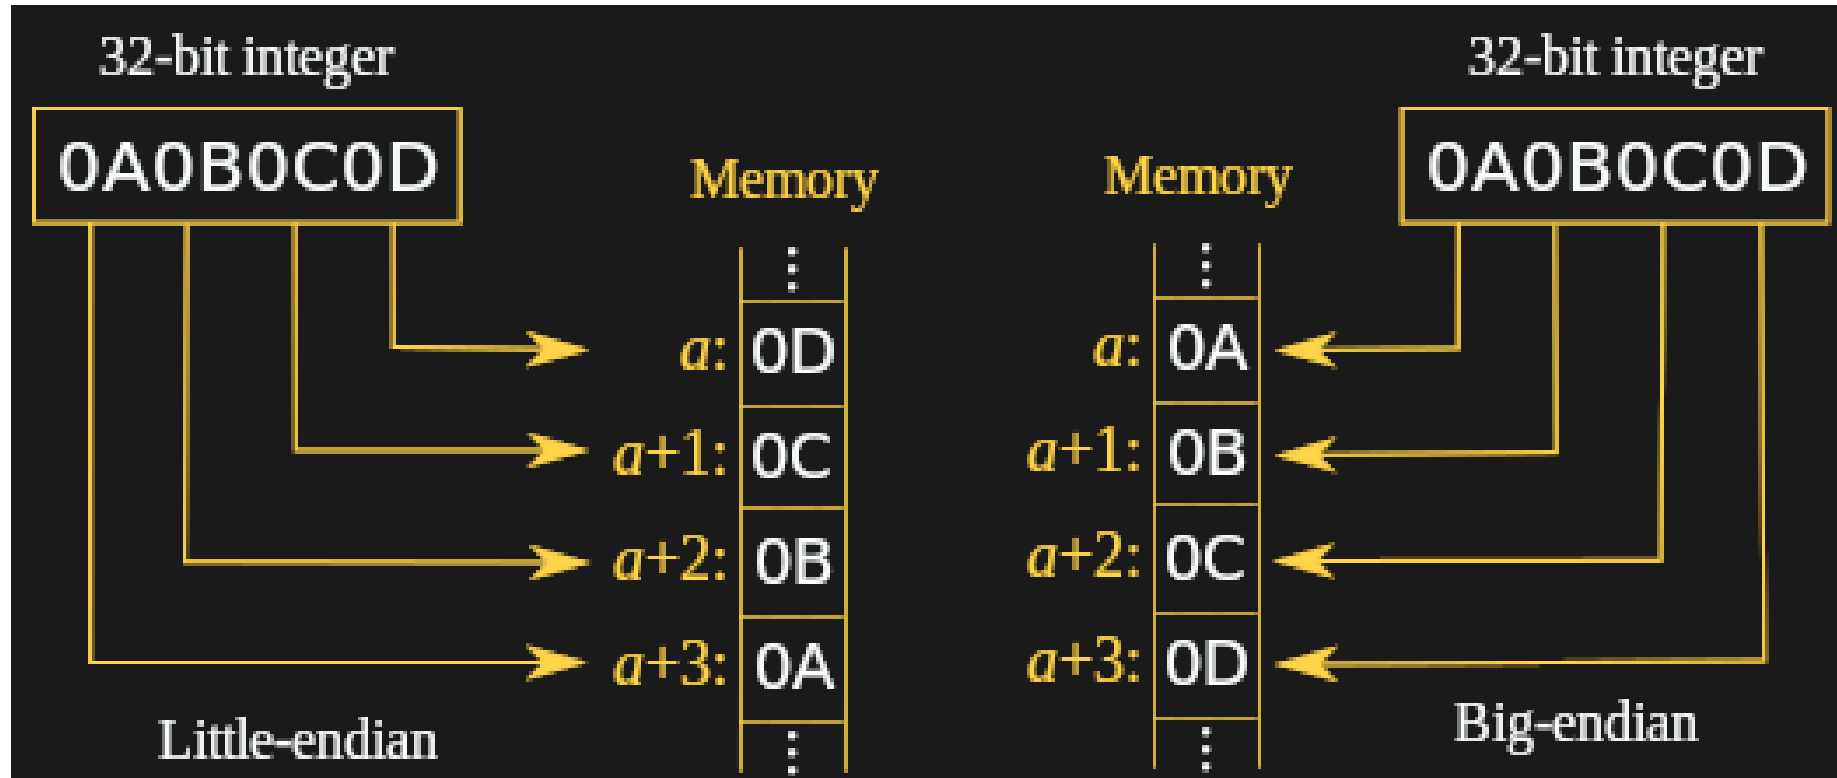 32-bit integer
0A0B0C0D
Memory
a: 0D
a+1: 0C
a+2: 0B
a+3: 0A
Little-endian
32-bit integer
0A0B0C0D
Memory
a: 0A
a+1: 0B
a+2: 0C
a+3: 0D
Big-endian